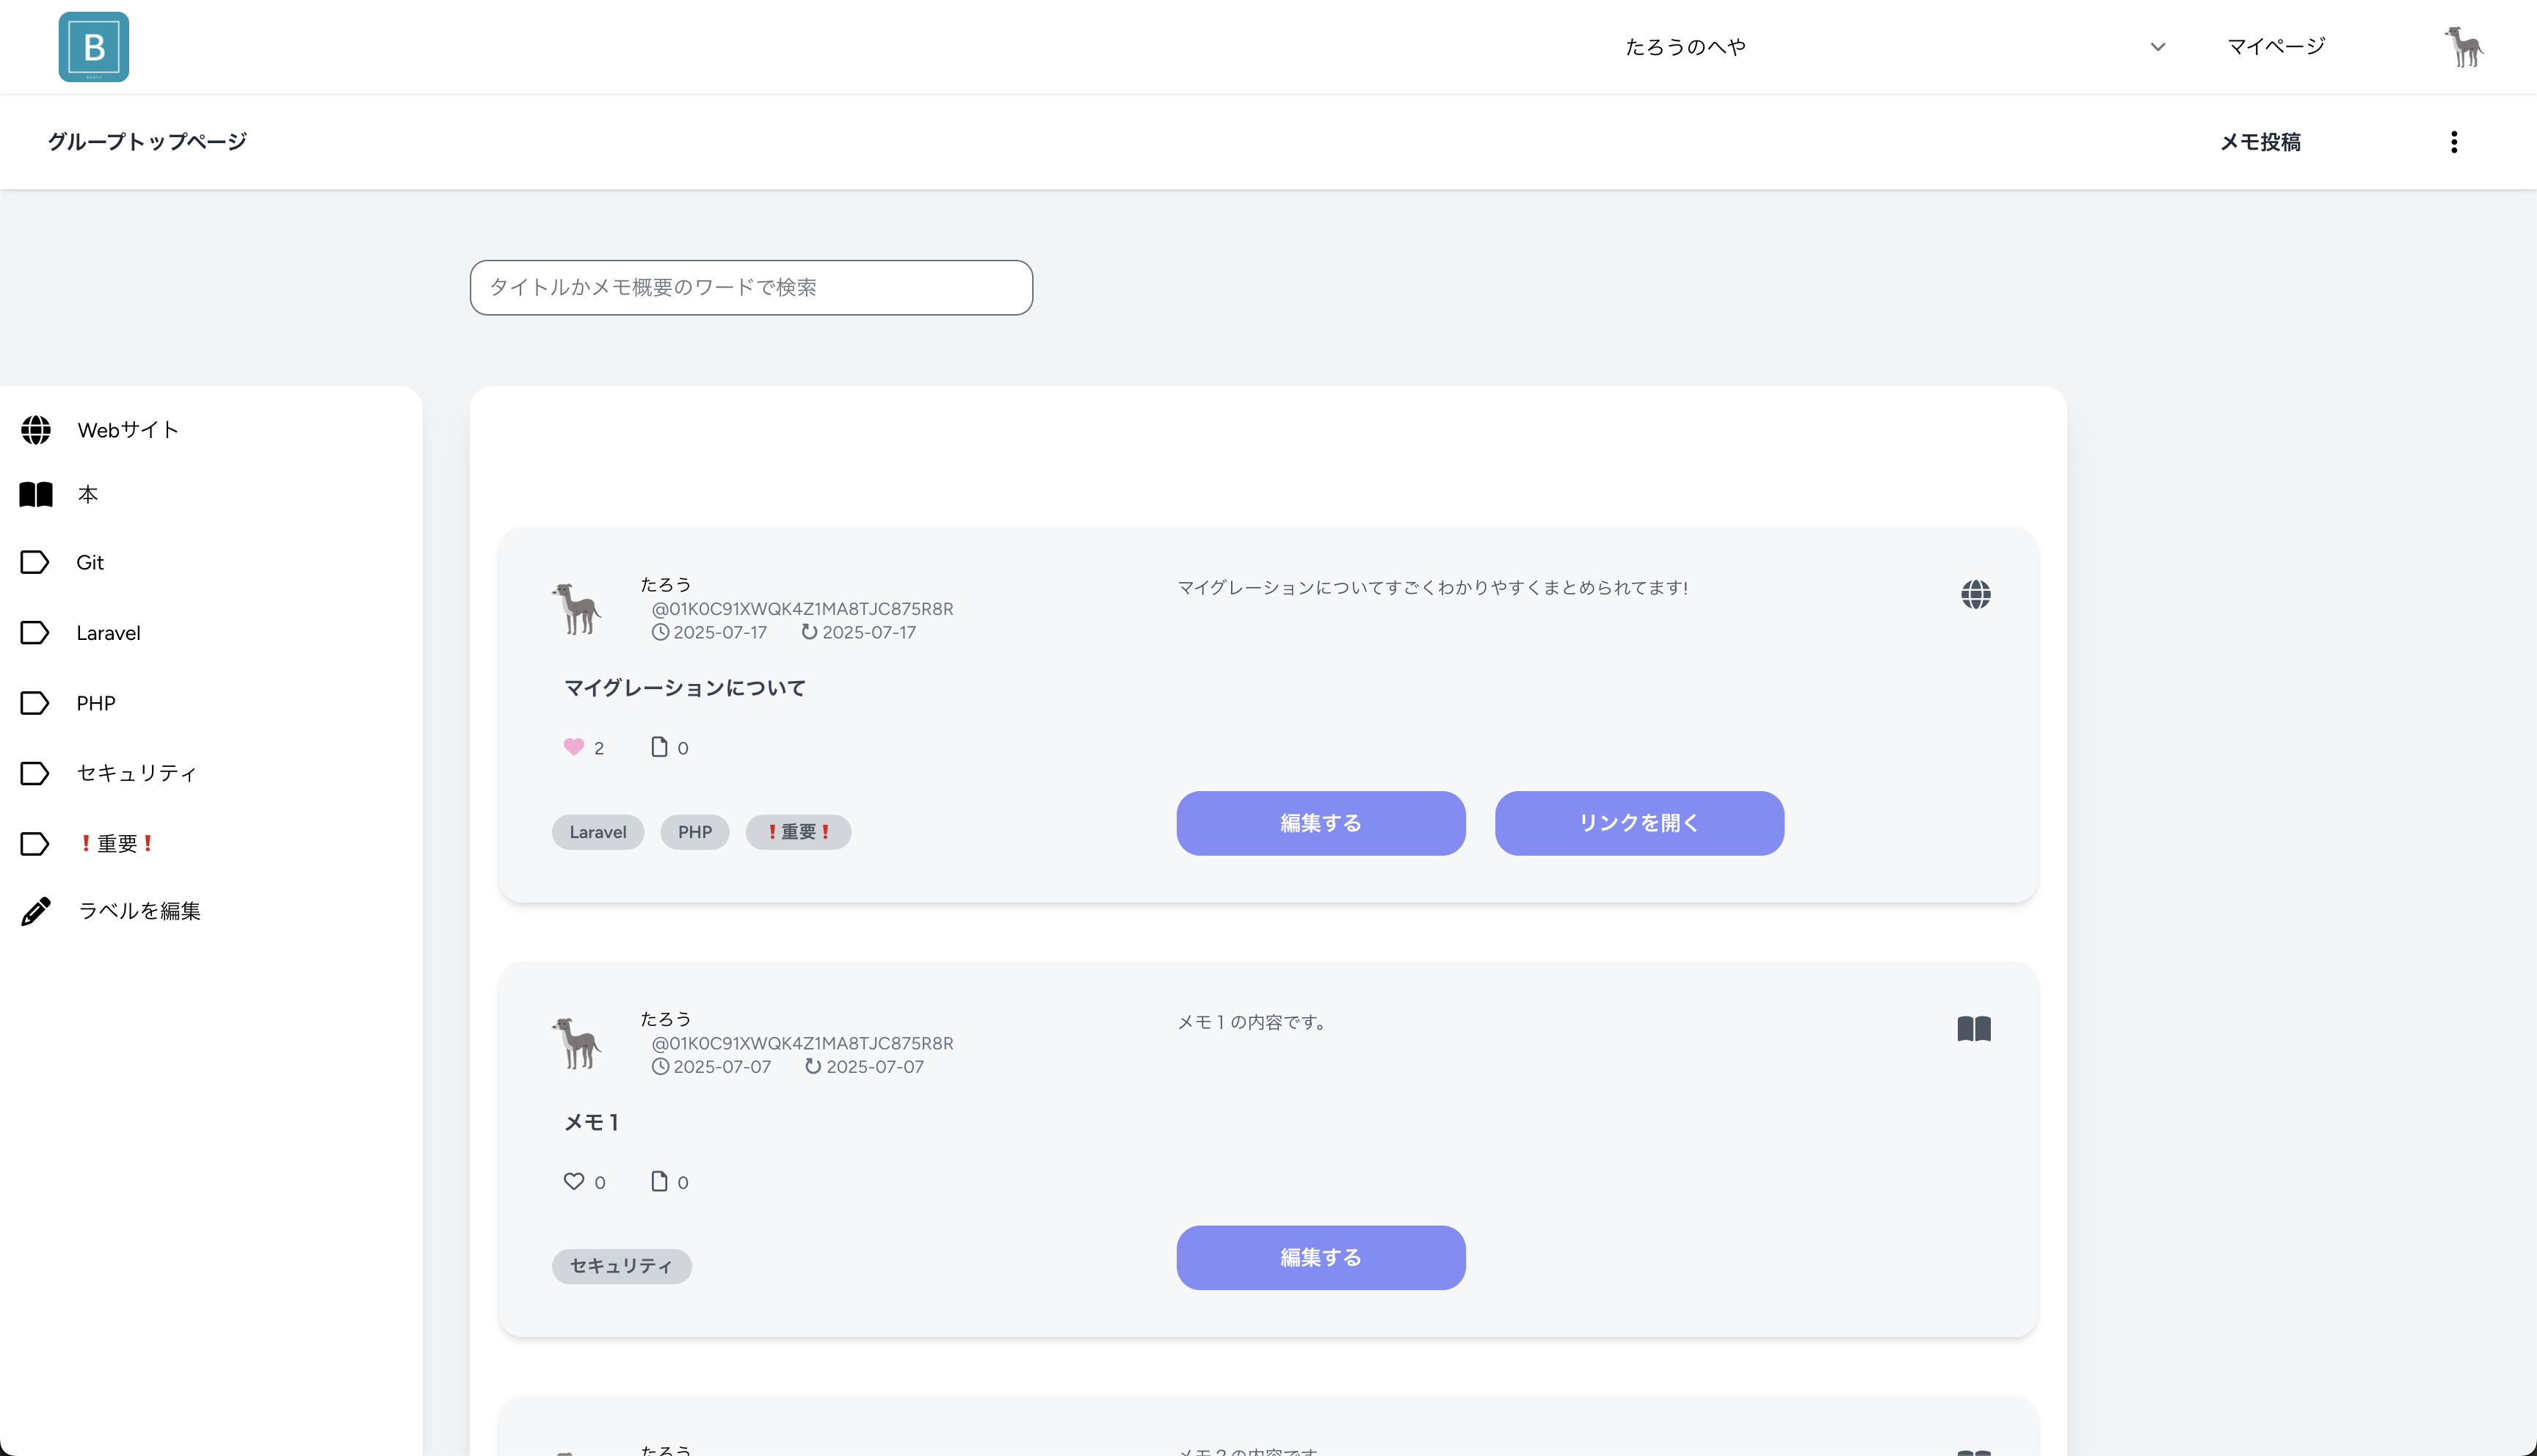 B
たろうのへや
マイページ
グループトップページ
メモ投稿
タイトルかメモ概要のワードで検索
Webサイト
本
Git
Laravel
PHP
セキュリティ
❗重要❗
ラベルを編集
たろう
@01K0C91XWQK4Z1MA8TJC875R8R
2025-07-17 2025-07-17
マイグレーションについて
2 0
Laravel PHP ❗重要❗
マイグレーションについてすごくわかりやすくまとめられてます!
編集する リンクを開く
たろう
@01K0C91XWQK4Z1MA8TJC875R8R
2025-07-07 2025-07-07
メモ1
0 0
セキュリティ
メモ1の内容です。
編集する
たろう
メモ2の内容です